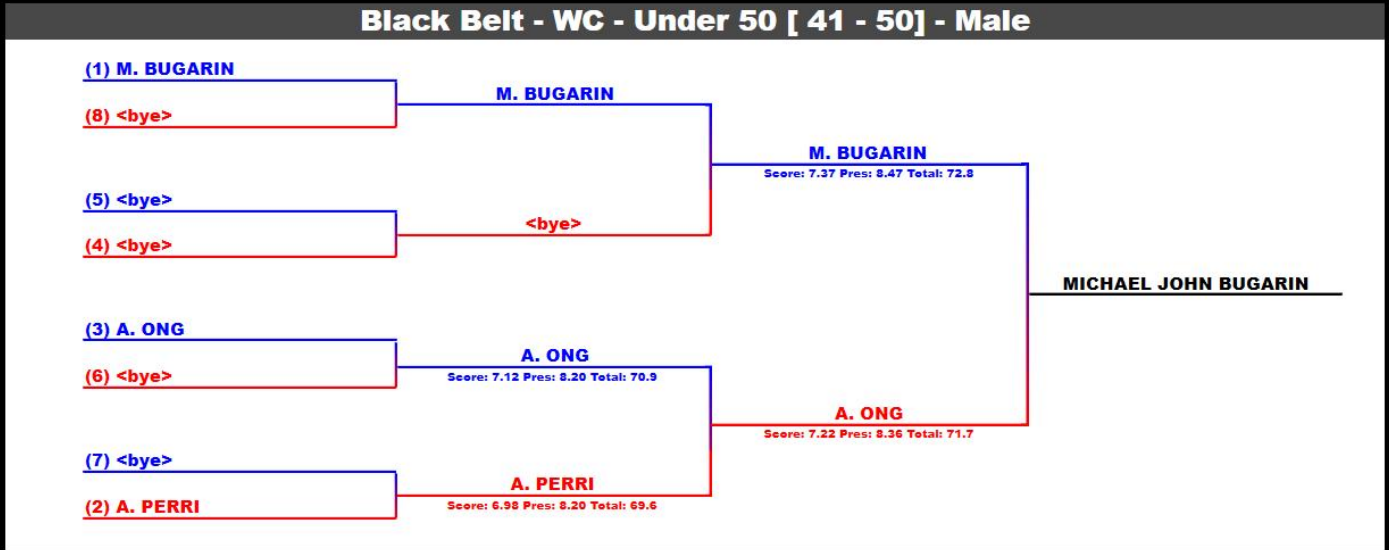 Black Belt - WC - Under 50 [ 41 - 50] - Male
(1) M. BUGARIN
(8) <bye>
(5) <bye>
(4) <bye>
(3) A. ONG
(6) <bye>
(7) <bye>
(2) A. PERRI
M. BUGARIN
<bye>
A. ONG
Score: 7.12 Pres: 8.20 Total: 70.9
A. PERRI
Score: 6.98 Pres: 8.20 Total: 69.6
M. BUGARIN
Score: 7.37 Pres: 8.47 Total: 72.8
A. ONG
Score: 7.22 Pres: 8.36 Total: 71.7
MICHAEL JOHN BUGARIN